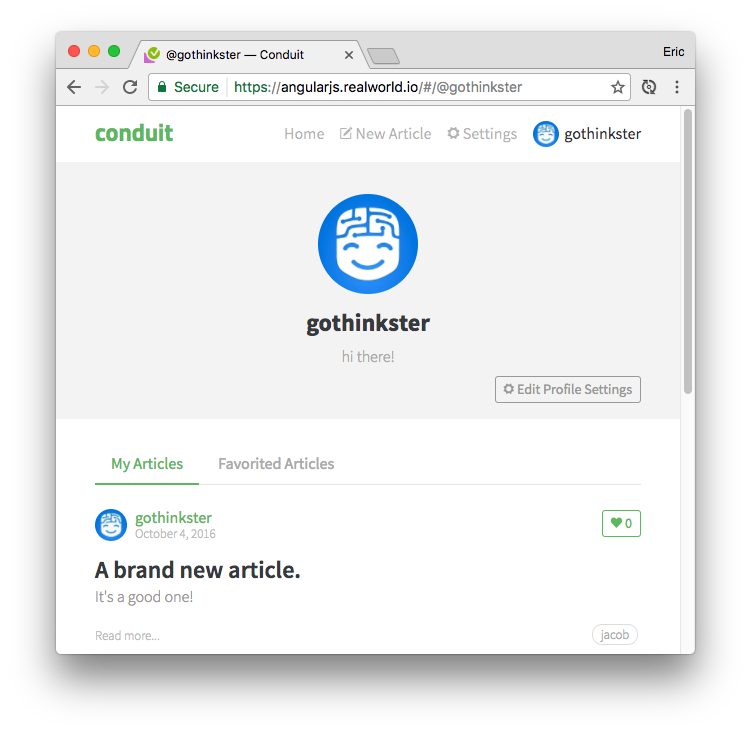 @gothinkster — Conduit
Eric
Secure https://angularjs.realworld.io/#/@gothinkster
conduit
Home New Article Settings gothinkster
gothinkster
hi there!
Edit Profile Settings
My Articles Favorited Articles
gothinkster
October 4, 2016
0
A brand new article.
It's a good one!
Read more...
jacob